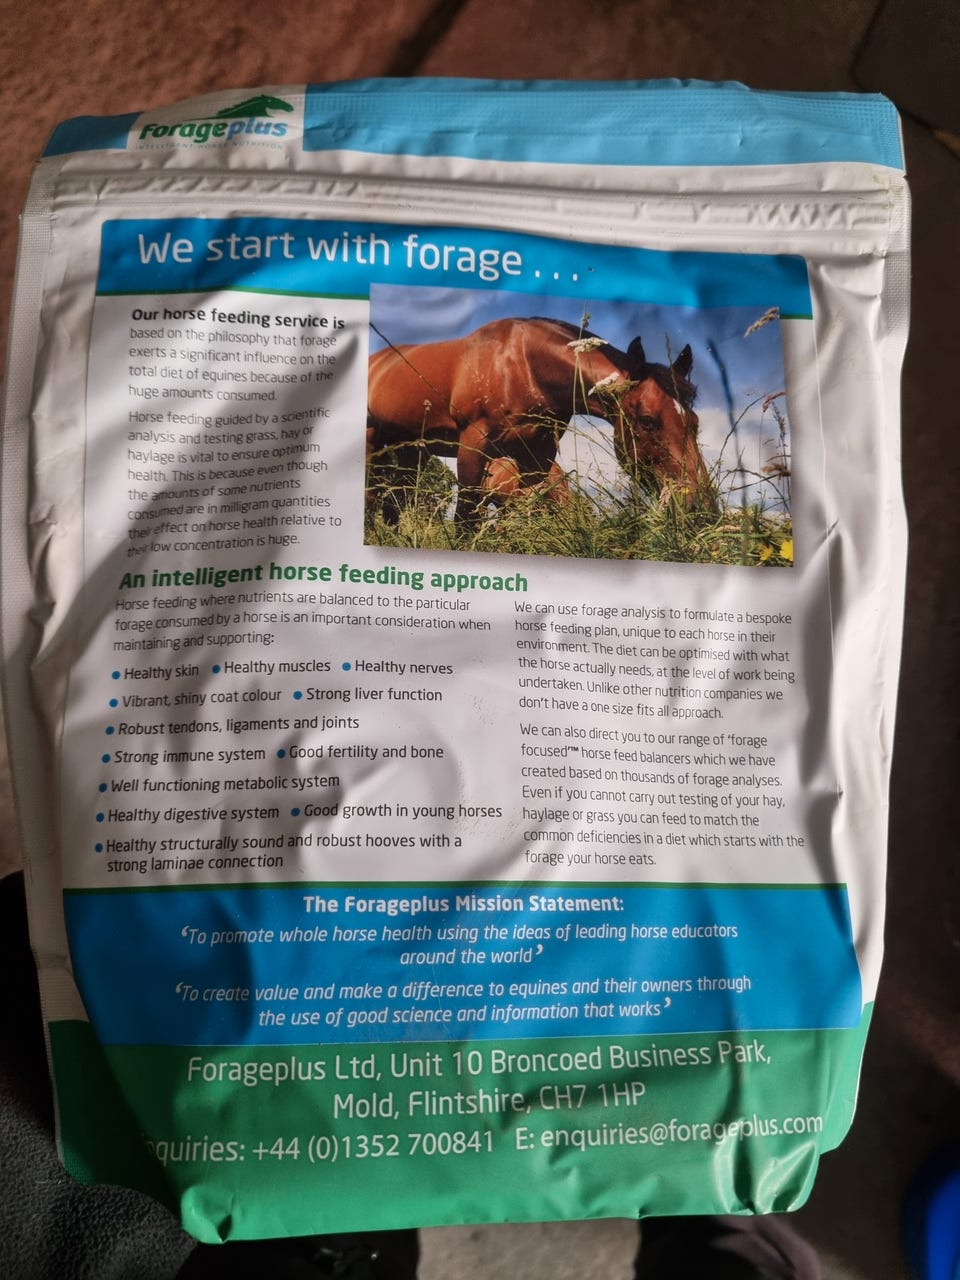 Forageplus
INTELLIGENT HORSE NUTRITION
We start with forage . . .
Our horse feeding service is
based on the philosophy that forage
exerts a significant influence on the
total diet of equines because of the
huge amounts consumed.
Horse feeding guided by a scientific
analysis and testing grass, hay or
haylage is vital to ensure optimum
health. This is because even though
the amounts of some nutrients
consumed are in milligram quantities
their effect on horse health relative to
their low concentration is huge.
An intelligent horse feeding approach
Horse feeding where nutrients are balanced to the particular
forage consumed by a horse is an important consideration when
maintaining and supporting:
• Healthy skin • Healthy muscles • Healthy nerves
• Vibrant, shiny coat colour • Strong liver function
• Robust tendons, ligaments and joints
• Strong immune system • Good fertility and bone
• Well functioning metabolic system
• Healthy digestive system • Good growth in young horses
• Healthy structurally sound and robust hooves with a
strong laminae connection
We can use forage analysis to formulate a bespoke
horse feeding plan, unique to each horse in their
environment. The diet can be optimised with what
the horse actually needs, at the level of work being
undertaken. Unlike other nutrition companies we
don't have a one size fits all approach.
We can also direct you to our range of 'forage
focused'™ horse feed balancers which we have
created based on thousands of forage analyses.
Even if you cannot carry out testing of your hay,
haylage or grass you can feed to match the
common deficiencies in a diet which starts with the
forage your horse eats.
The Forageplus Mission Statement:
'To promote whole horse health using the ideas of leading horse educators
around the world'
'To create value and make a difference to equines and their owners through
the use of good science and information that works'
Forageplus Ltd, Unit 10 Broncoed Business Park,
Mold, Flintshire, CH7 1HP
quiries: +44 (0)1352 700841 E: enquiries@forageplus.com